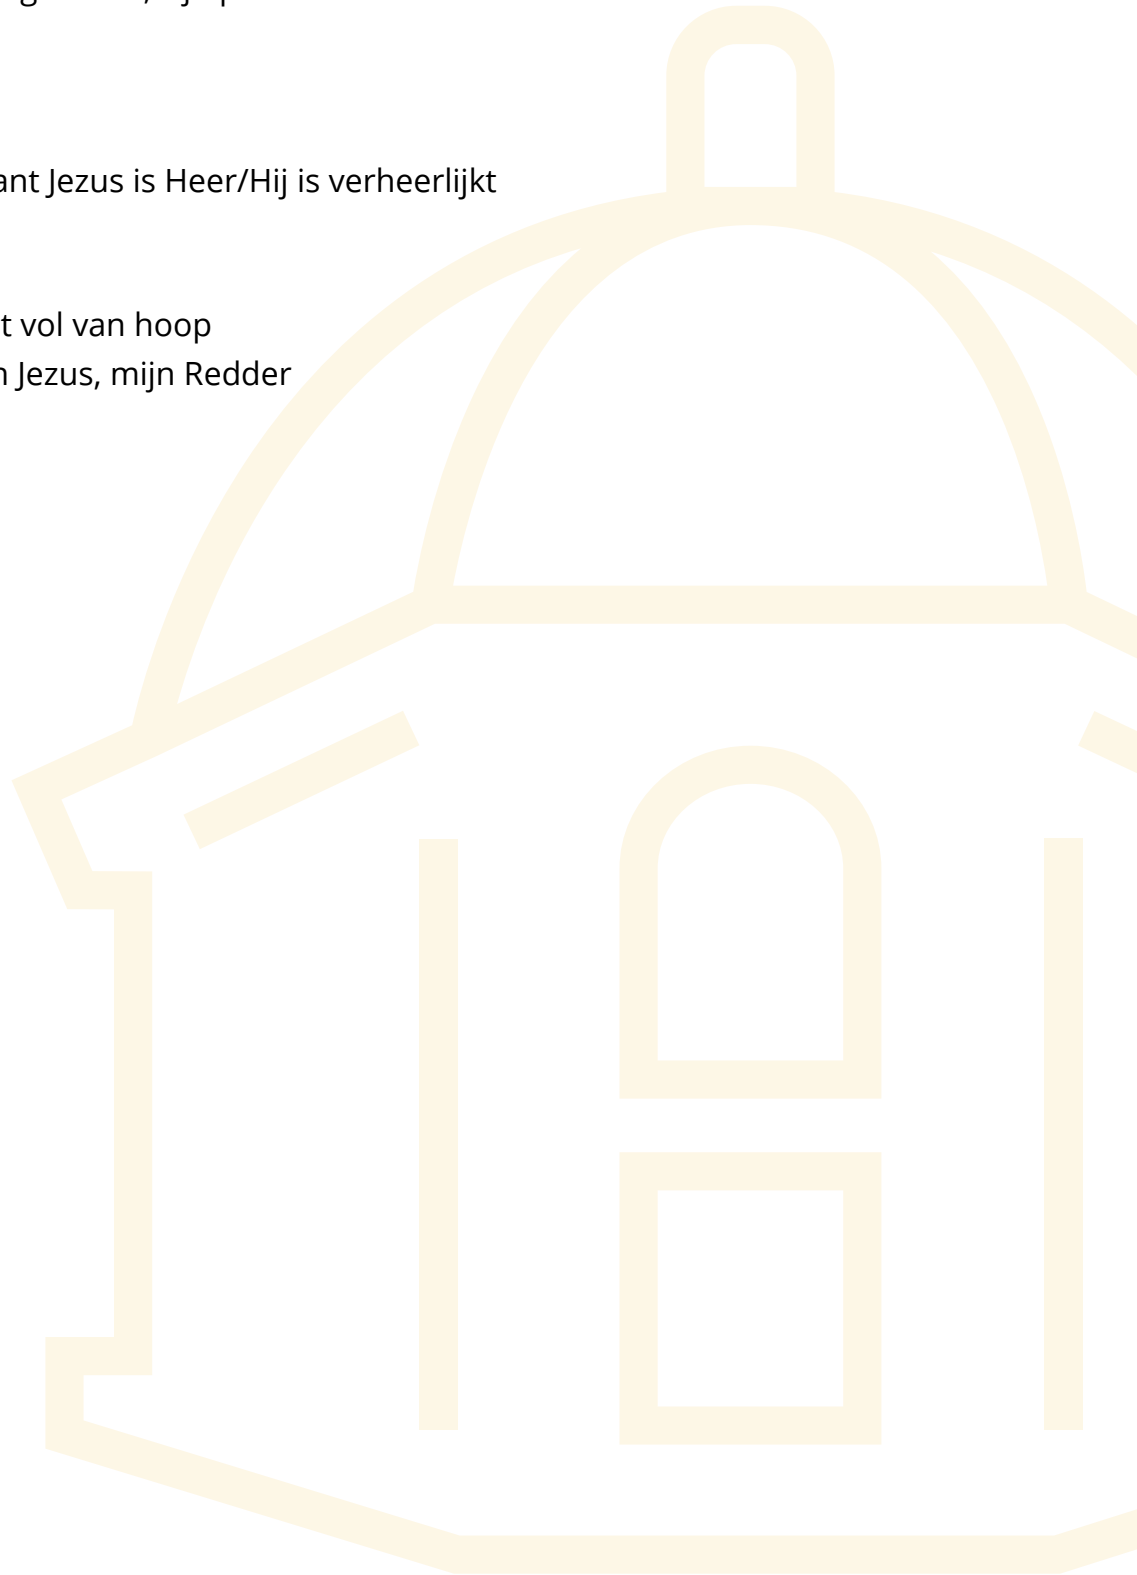 ant Jezus is Heer/Hij is verheerlijkt
t vol van hoop
n Jezus, mijn Redder